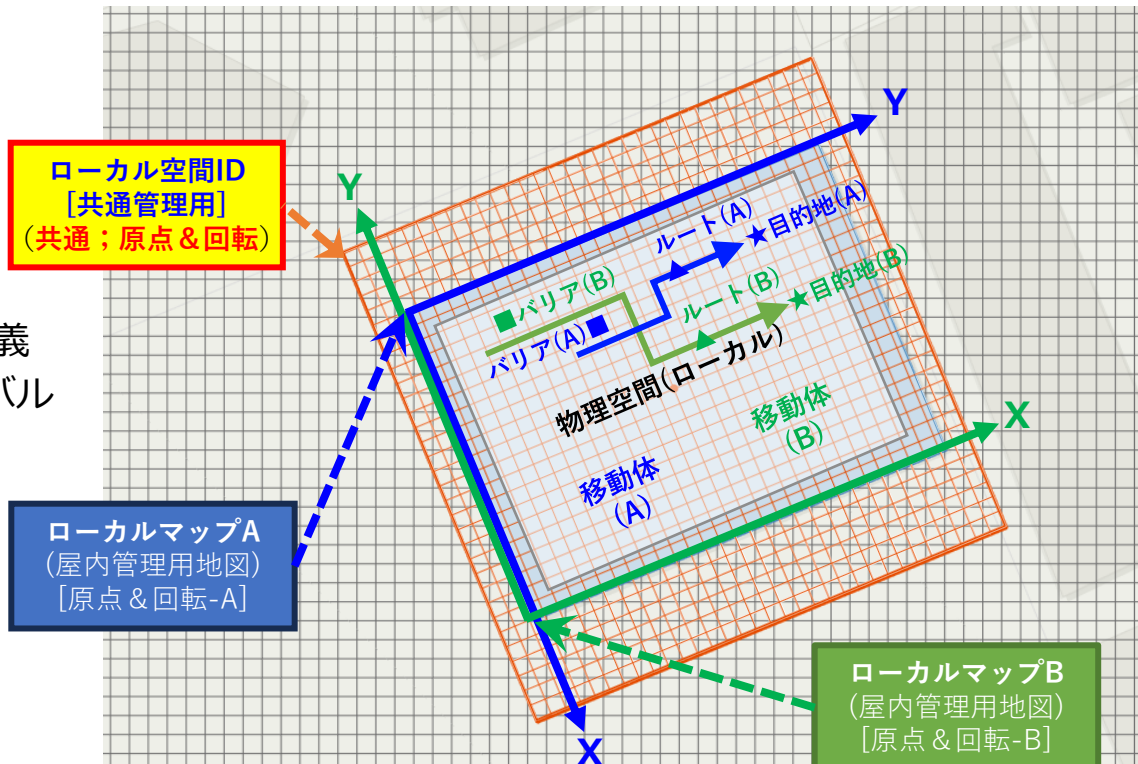 ローカル空間ID
[共通管理用]
(共通；原点＆回転)
義
バル
ローカルマップA
(屋内管理用地図)
[原点＆回転-A]
Y
Y
ルート(A)
★目的地(A)
■バリア(B)
バリア(A)■
ルート(B)
★目的地(B)
物理空間(ローカル)
移動体
(B)
移動体
(A)
X
X
ローカルマップB
(屋内管理用地図)
[原点＆回転-B]